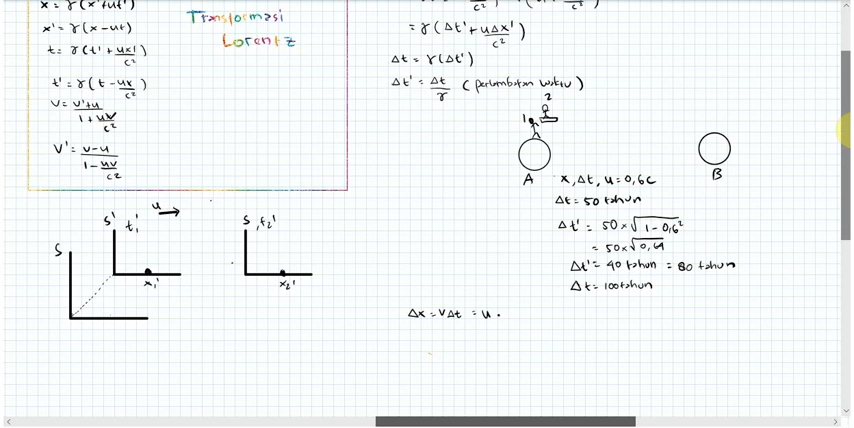 x = γ(x'+ut')
x' = γ(x-ut)
t = γ(t' + ux'/c²)
t' = γ(t - ux/c²)
v = v'+u / 1+uv/c²
V' = v-u / 1-uv/c²
Transformasi
Lorentz
= γ(Δt' + uΔx'/c²)
Δt = γ(Δt')
Δt' = Δt/γ (perlambatan waktu)
1 2
A B
x, Δt, u=0,6c
Δt = 50 tahun
Δt' = 50 × √1-0,6²
= 50 × √0,64
Δt' = 40 tahun = 80 tahun
Δt = 100 tahun
S S' t₁' u
x₁'
S, t₂'
x₂'
Δx = vΔt = u.